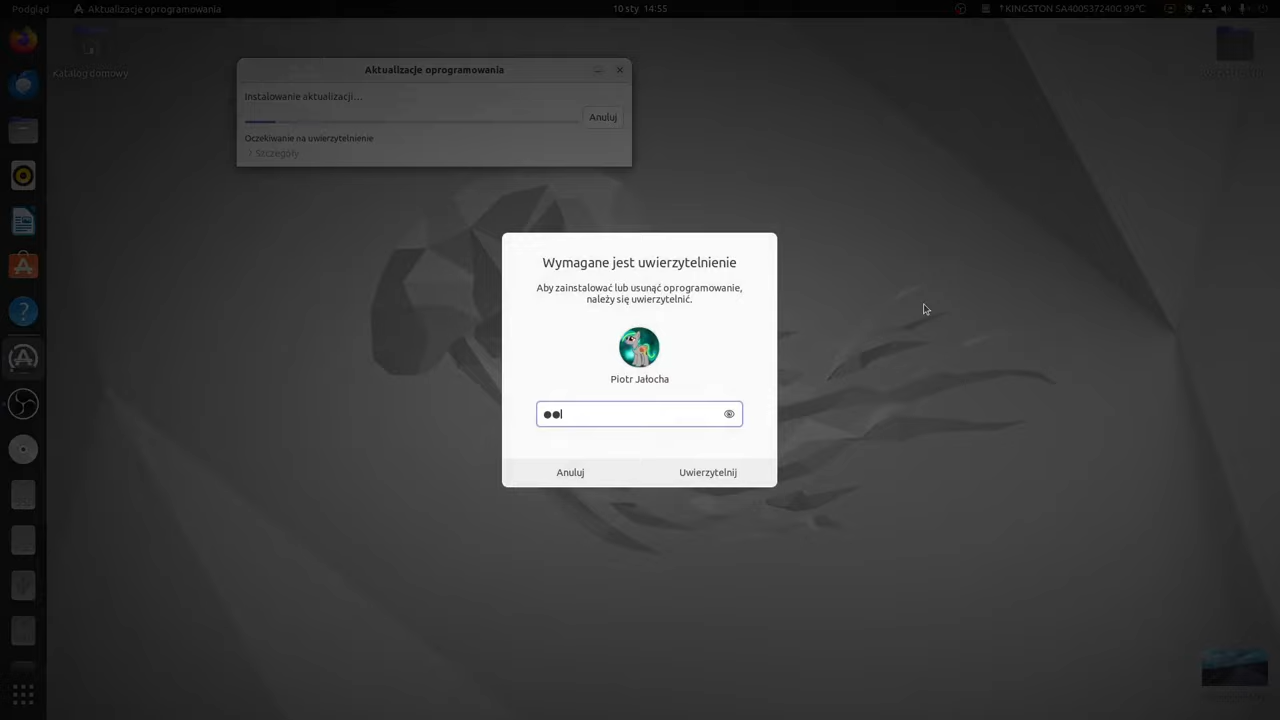 Podgląd
Aktualizacje oprogramowania
10 sty 14:55
↑KINGSTON SA400S37240G 99°C
Katalog domowy
Aktualizacje oprogramowania
Instalowanie aktualizacji…
Anuluj
Oczekiwanie na uwierzytelnienie
Szczegóły
Wymagane jest uwierzytelnienie
Aby zainstalować lub usunąć oprogramowanie,
należy się uwierzytelnić.
Piotr Jałocha
Anuluj
Uwierzytelnij